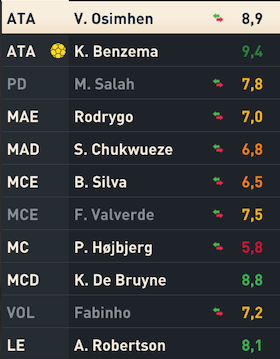 ATA V. Osimhen 8,9
ATA K. Benzema 9,4
PD M. Salah 7,8
MAE Rodrygo 7,0
MAD S. Chukwueze 6,8
MCE B. Silva 6,5
MCE F. Valverde 7,5
MC P. Højbjerg 5,8
MCD K. De Bruyne 8,8
VOL Fabinho 7,2
LE A. Robertson 8,1